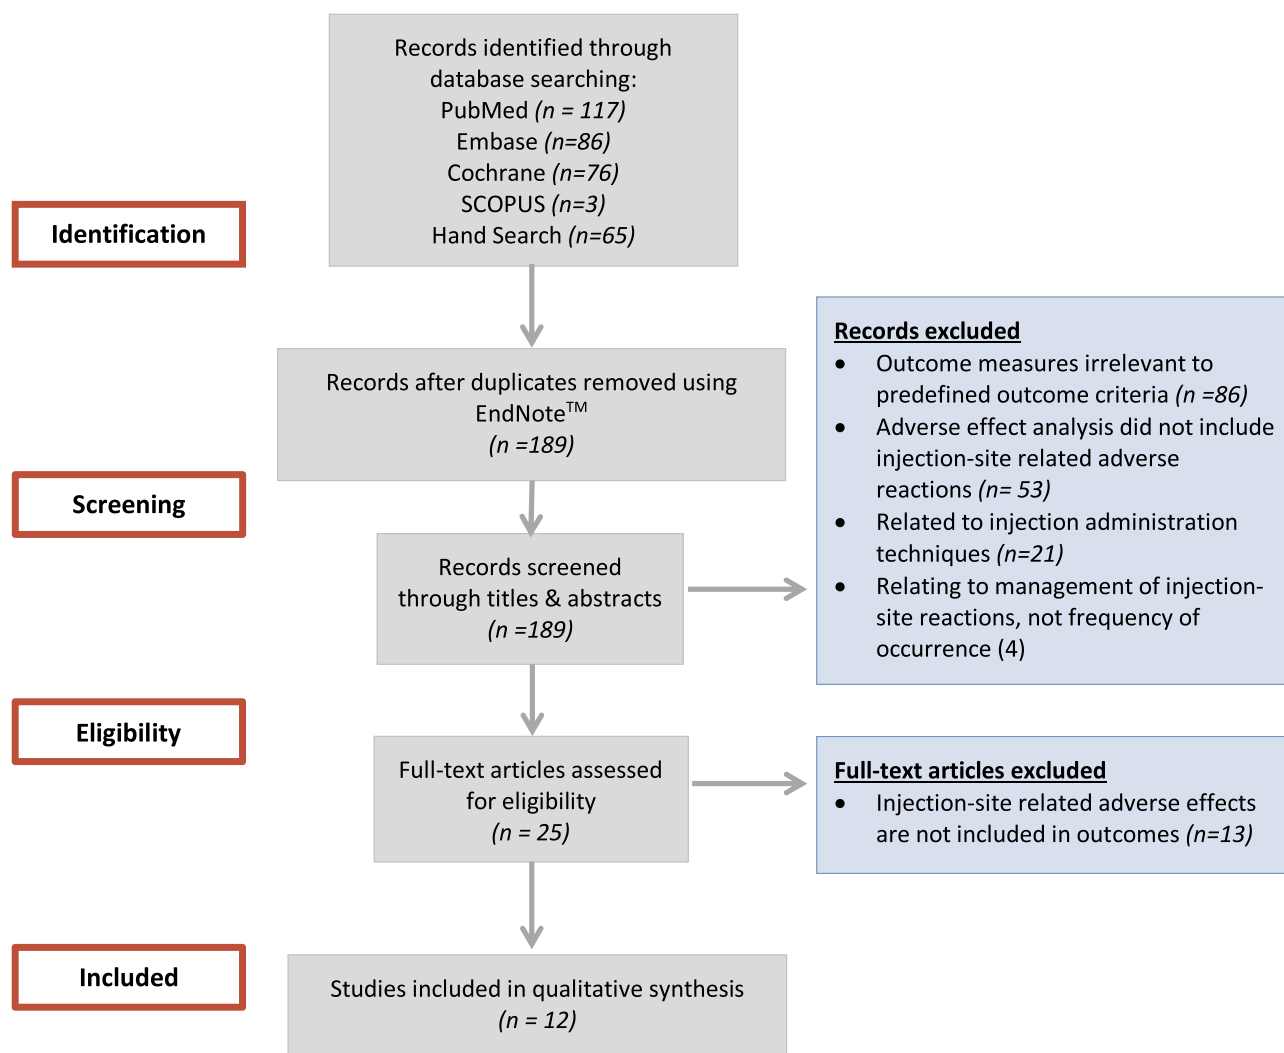 Records identified through
database searching:
PubMed (n = 117)
Embase (n=86)
Cochrane (n=76)
SCOPUS (n=3)
Hand Search (n=65)
Identification
Records excluded
• Outcome measures irrelevant to
predefined outcome criteria (n =86)
• Adverse effect analysis did not include
injection-site related adverse
reactions (n= 53)
• Related to injection administration
techniques (n=21)
• Relating to management of injection-
site reactions, not frequency of
occurrence (4)
Records after duplicates removed using
EndNote™
(n =189)
Screening
Records screened
through titles & abstracts
(n =189)
Eligibility
Full-text articles assessed
for eligibility
(n = 25)
Full-text articles excluded
• Injection-site related adverse effects
are not included in outcomes (n=13)
Included
Studies included in qualitative synthesis
(n = 12)